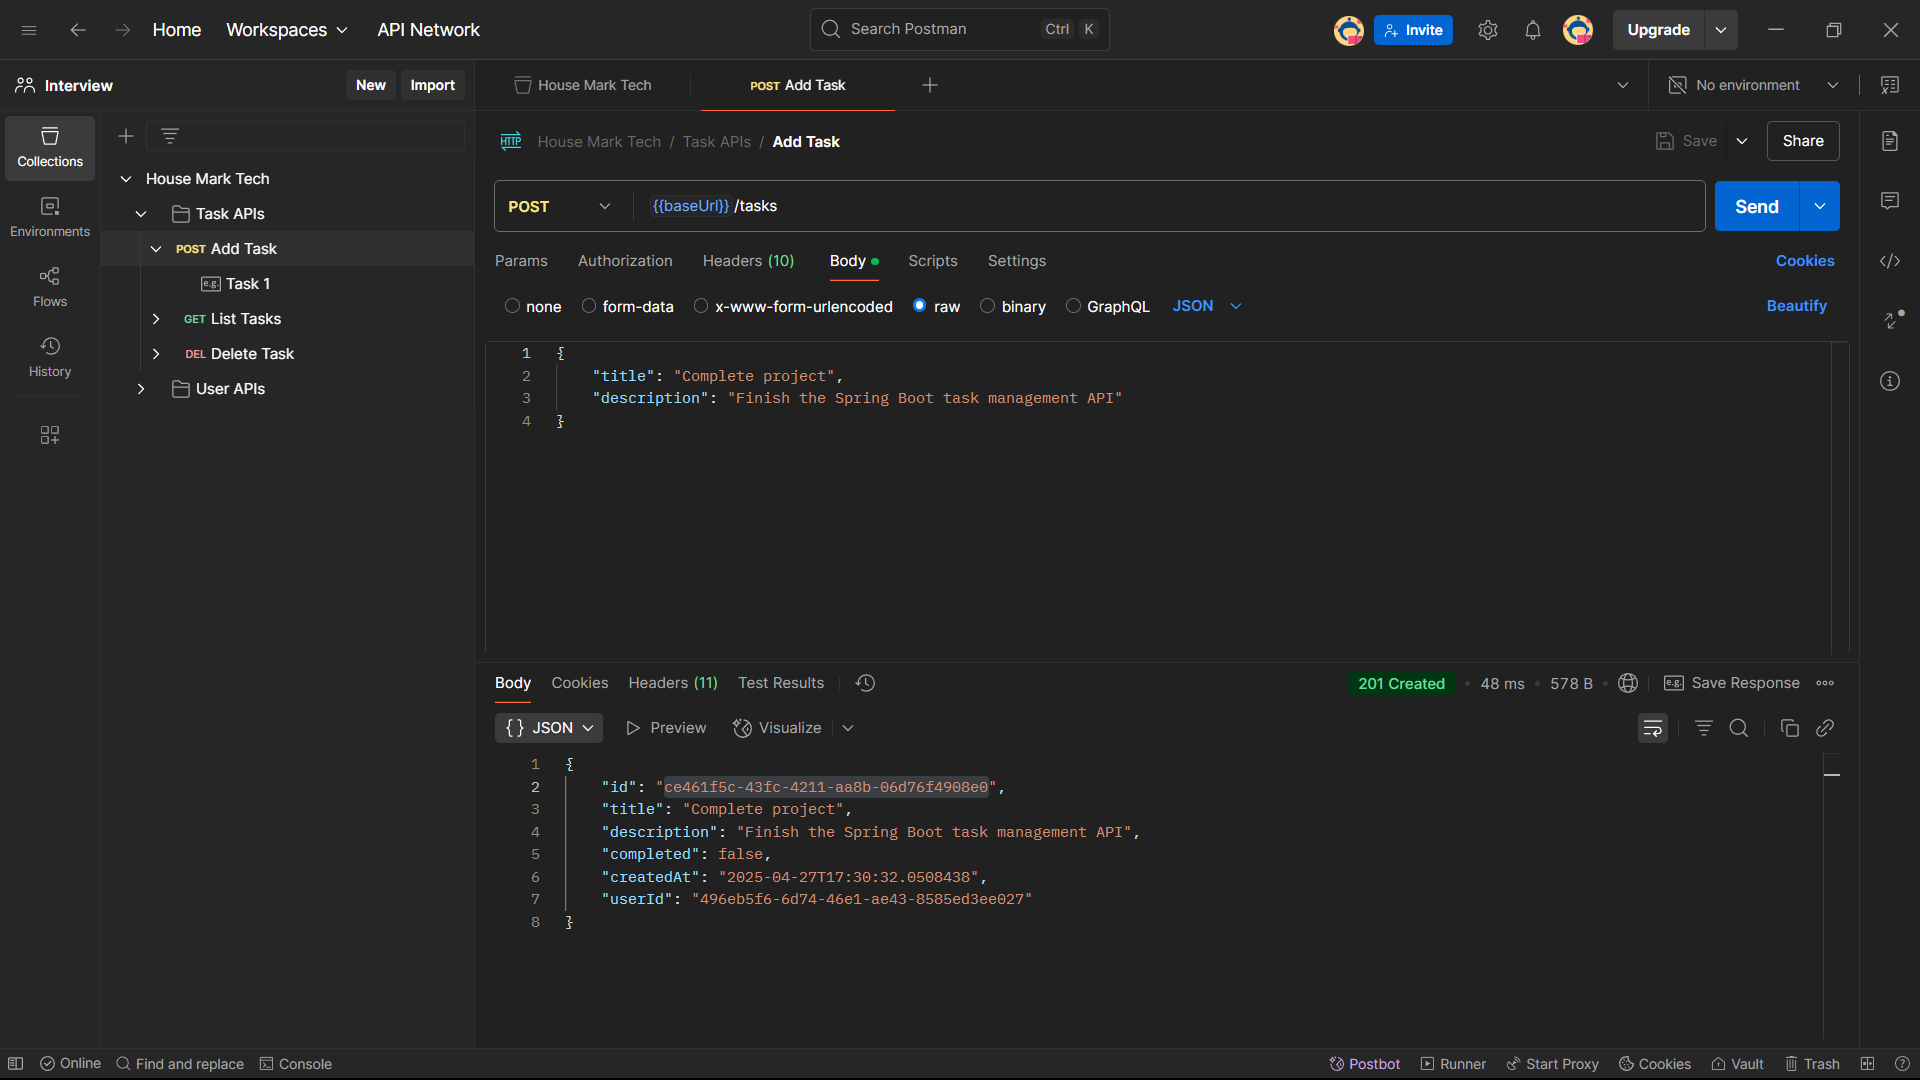 Home Workspaces API Network Search Postman Ctrl K Invite Upgrade
Interview New Import House Mark Tech POST Add Task No environment
Collections
Environments
Flows
History
House Mark Tech
Task APIs
POST Add Task
e.g. Task 1
GET List Tasks
DEL Delete Task
User APIs
HTTP House Mark Tech / Task APIs / Add Task Save Share
POST {{baseUrl}} /tasks Send
Params Authorization Headers (10) Body Scripts Settings Cookies
none form-data x-www-form-urlencoded raw binary GraphQL JSON Beautify
1 {
2 "title": "Complete project",
3 "description": "Finish the Spring Boot task management API"
4 }
Body Cookies Headers (11) Test Results 201 Created 48 ms 578 B e.g. Save Response
{} JSON Preview Visualize
1 {
2 "id": "ce461f5c-43fc-4211-aa8b-06d76f4908e0",
3 "title": "Complete project",
4 "description": "Finish the Spring Boot task management API",
5 "completed": false,
6 "createdAt": "2025-04-27T17:30:32.0508438",
7 "userId": "496eb5f6-6d74-46e1-ae43-8585ed3ee027"
8 }
Online Find and replace Console Postbot Runner Start Proxy Cookies Vault Trash